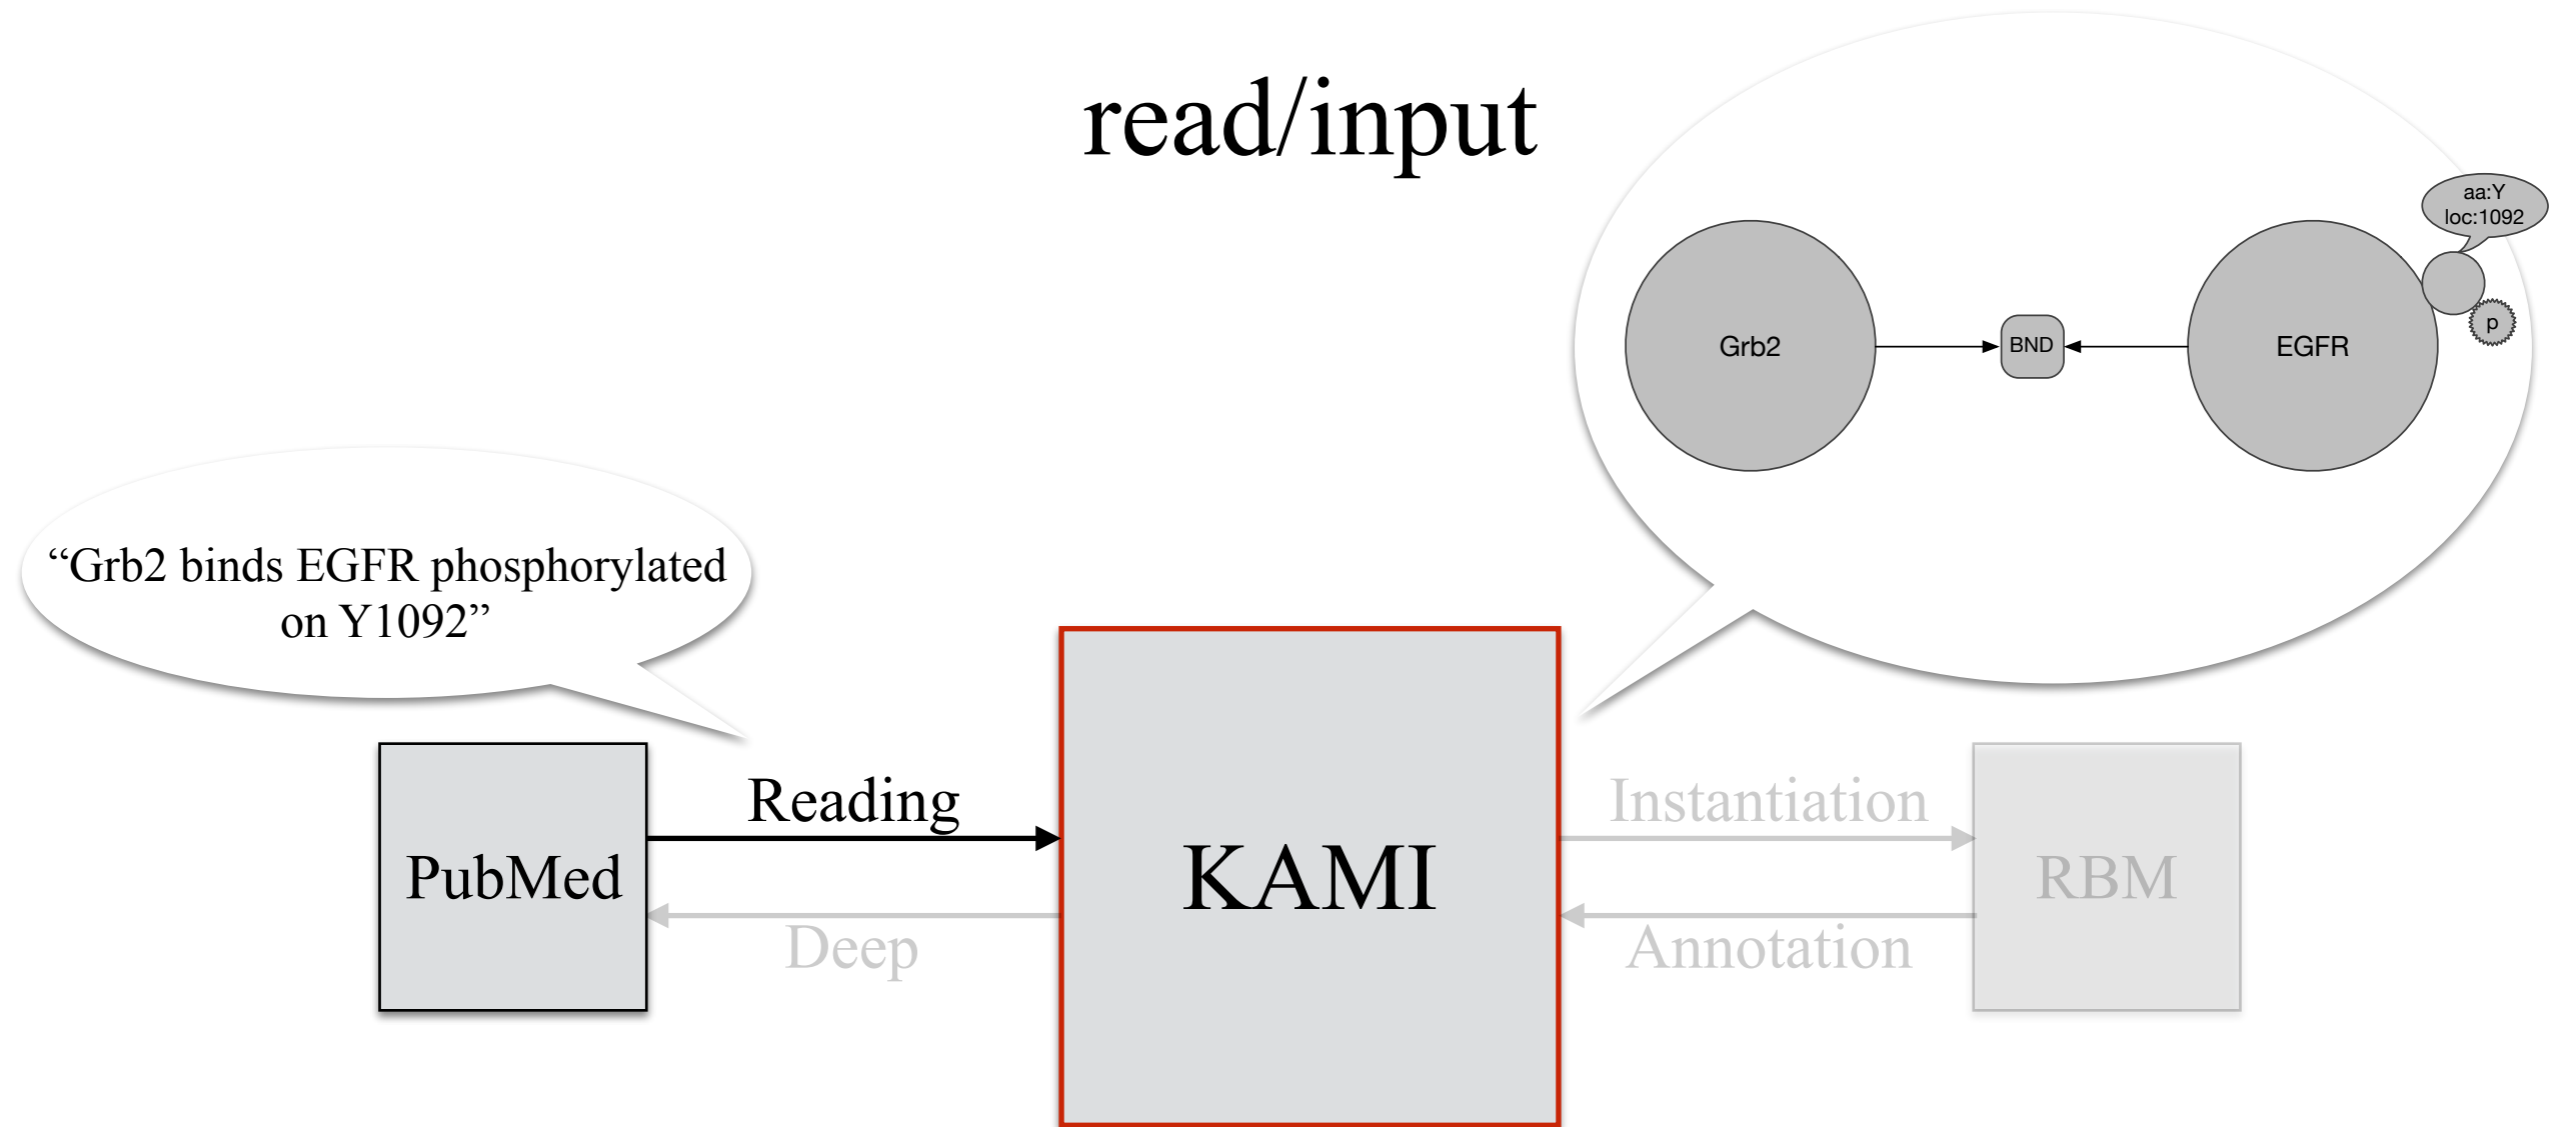 read/input
aa:Y
loc:1092
Grb2
BND
EGFR
p
“Grb2 binds EGFR phosphorylated
on Y1092”
Reading
Instantiation
PubMed
KAMI
RBM
Deep
Annotation